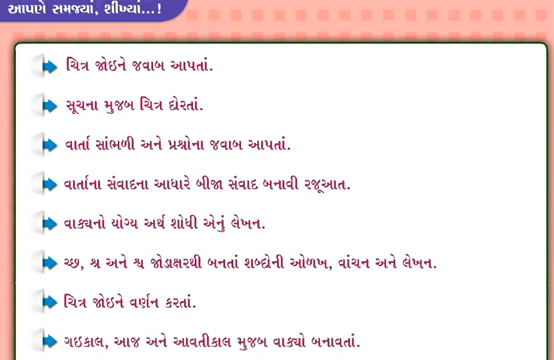 આપણે સમજ્યાં, શીખ્યાં...!
ચિત્ર જોઇને જવાબ આપતાં.
સૂચના મુજબ ચિત્ર દોરતાં.
વાર્તા સાંભળી અને પ્રશ્નોના જવાબ આપતાં.
વાર્તાના સંવાદના આધારે બીજા સંવાદ બનાવી રજૂઆત.
વાક્યનો યોગ્ય અર્થ શોધી એનું લેખન.
ચ્છ, શ્ર અને શ્વ જોડાક્ષરથી બનતાં શબ્દોની ઓળખ, વાંચન અને લેખન.
ચિત્ર જોઇને વર્ણન કરતાં.
ગઇકાલ, આજ અને આવતીકાલ મુજબ વાક્યો બનાવતાં.